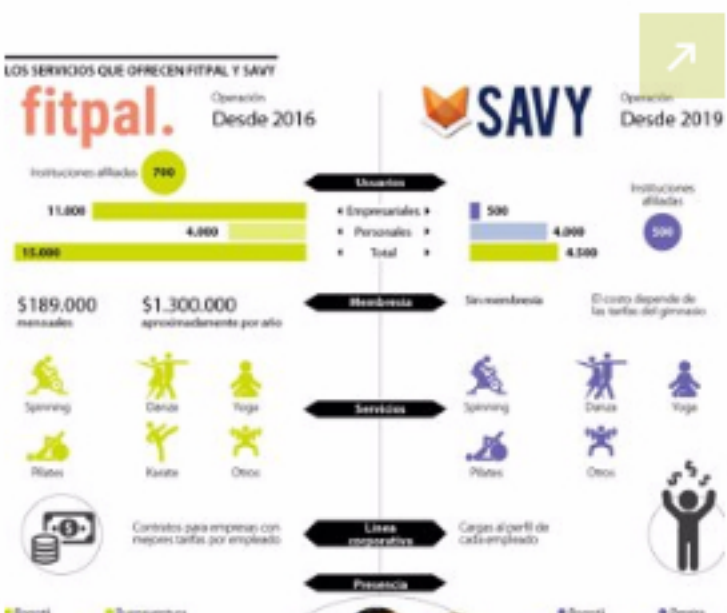 LOS SERVICIOS QUE OFRECEN FITPAL Y SAVY
fitpal.
Operación
Desde 2016
SAVY
Operación
Desde 2019
Instituciones afiliadas
700
Usuarios
Instituciones
afiliadas
500
11.000
Empresariales
500
4.000
Personales
4.000
15.000
Total
4.500
$189.000
mensuales
$1.300.000
aproximadamente por año
Membresía
Sin membresía
El costo depende de
las tarifas del gimnasio
Spinning
Danza
Yoga
Servicios
Spinning
Danza
Yoga
Pilates
Karate
Otros
Pilates
Otros
Contratos para empresas con
mejores tarifas por empleado
Línea
corporativa
Cargas al perfil de
cada empleado
Presencia
Bogotá
Buenaventura
Bogotá
Pereira